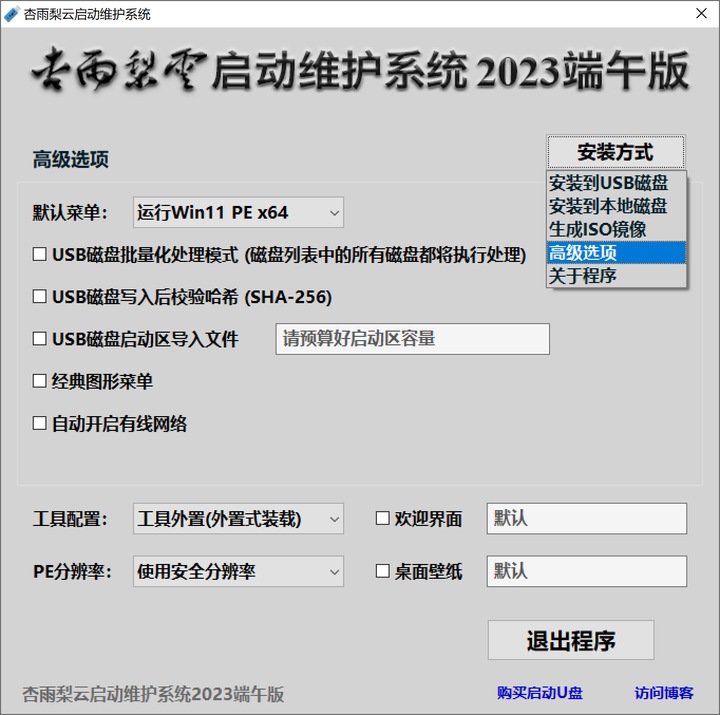 杏雨梨云启动维护系统
杏雨梨雲启动维护系统 2023端午版
高级选项
安装方式
安装到USB磁盘
安装到本地磁盘
生成ISO镜像
高级选项
关于程序
默认菜单：
运行Win11 PE x64
USB磁盘批量化处理模式 (磁盘列表中的所有磁盘都将执行处理)
USB磁盘写入后校验哈希 (SHA-256)
USB磁盘启动区导入文件
请预算好启动区容量
经典图形菜单
自动开启有线网络
工具配置：
工具外置(外置式装载)
欢迎界面
默认
PE分辨率：
使用安全分辨率
桌面壁纸
默认
退出程序
杏雨梨云启动维护系统2023端午版
购买启动U盘
访问博客